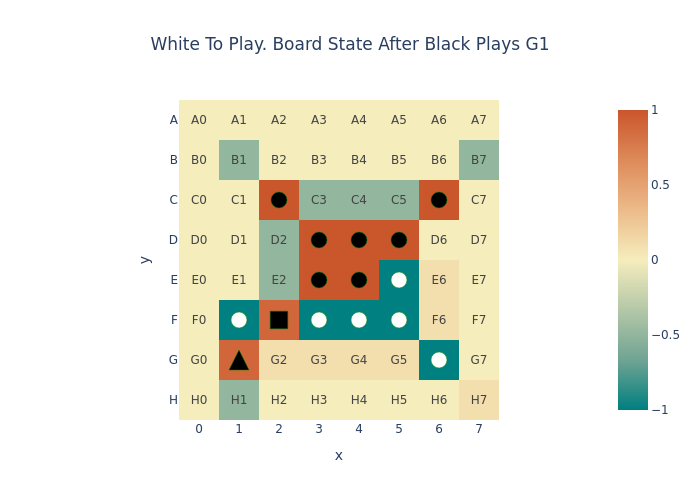 White To Play. Board State After Black Plays G1
A A0 A1 A2 A3 A4 A5 A6 A7
B B0 B1 B2 B3 B4 B5 B6 B7
C C0 C1 C3 C4 C5 C7
D D0 D1 D2 D6 D7
E E0 E1 E2 E6 E7
F F0 F6 F7
G G0 G2 G3 G4 G5 G7
H H0 H1 H2 H3 H4 H5 H6 H7
0 1 2 3 4 5 6 7
x
y
1
0.5
0
−0.5
−1